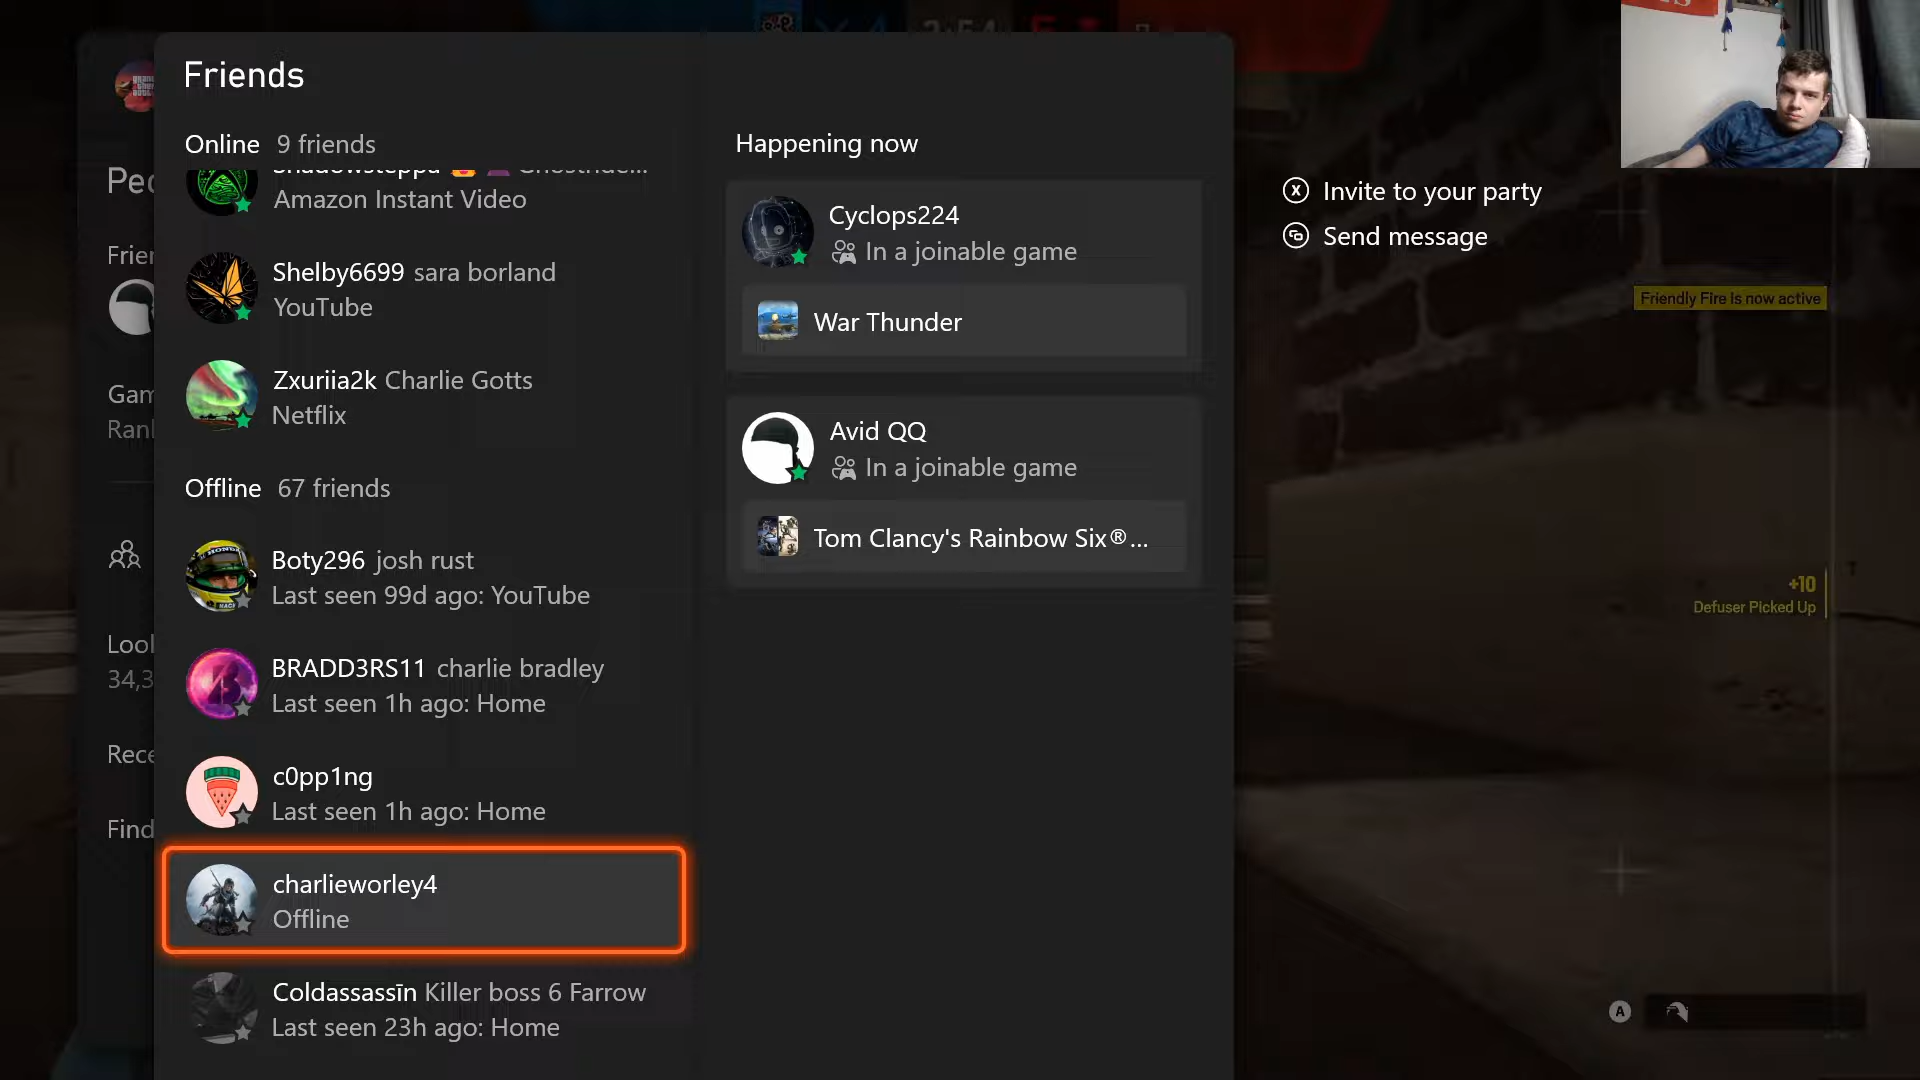 Friends
Online 9 friends
Amazon Instant Video
Shelby6699 sara borland
YouTube
Zxuriia2k Charlie Gotts
Netflix
Offline 67 friends
Boty296 josh rust
Last seen 99d ago: YouTube
BRADD3RS11 charlie bradley
Last seen 1h ago: Home
c0pp1ng
Last seen 1h ago: Home
charlieworley4
Offline
Coldassassīn Killer boss 6 Farrow
Last seen 23h ago: Home
Happening now
Cyclops224
In a joinable game
War Thunder
Avid QQ
In a joinable game
Tom Clancy's Rainbow Six®...
X Invite to your party
Send message
Friendly Fire is now active
+10
Defuser Picked Up
A